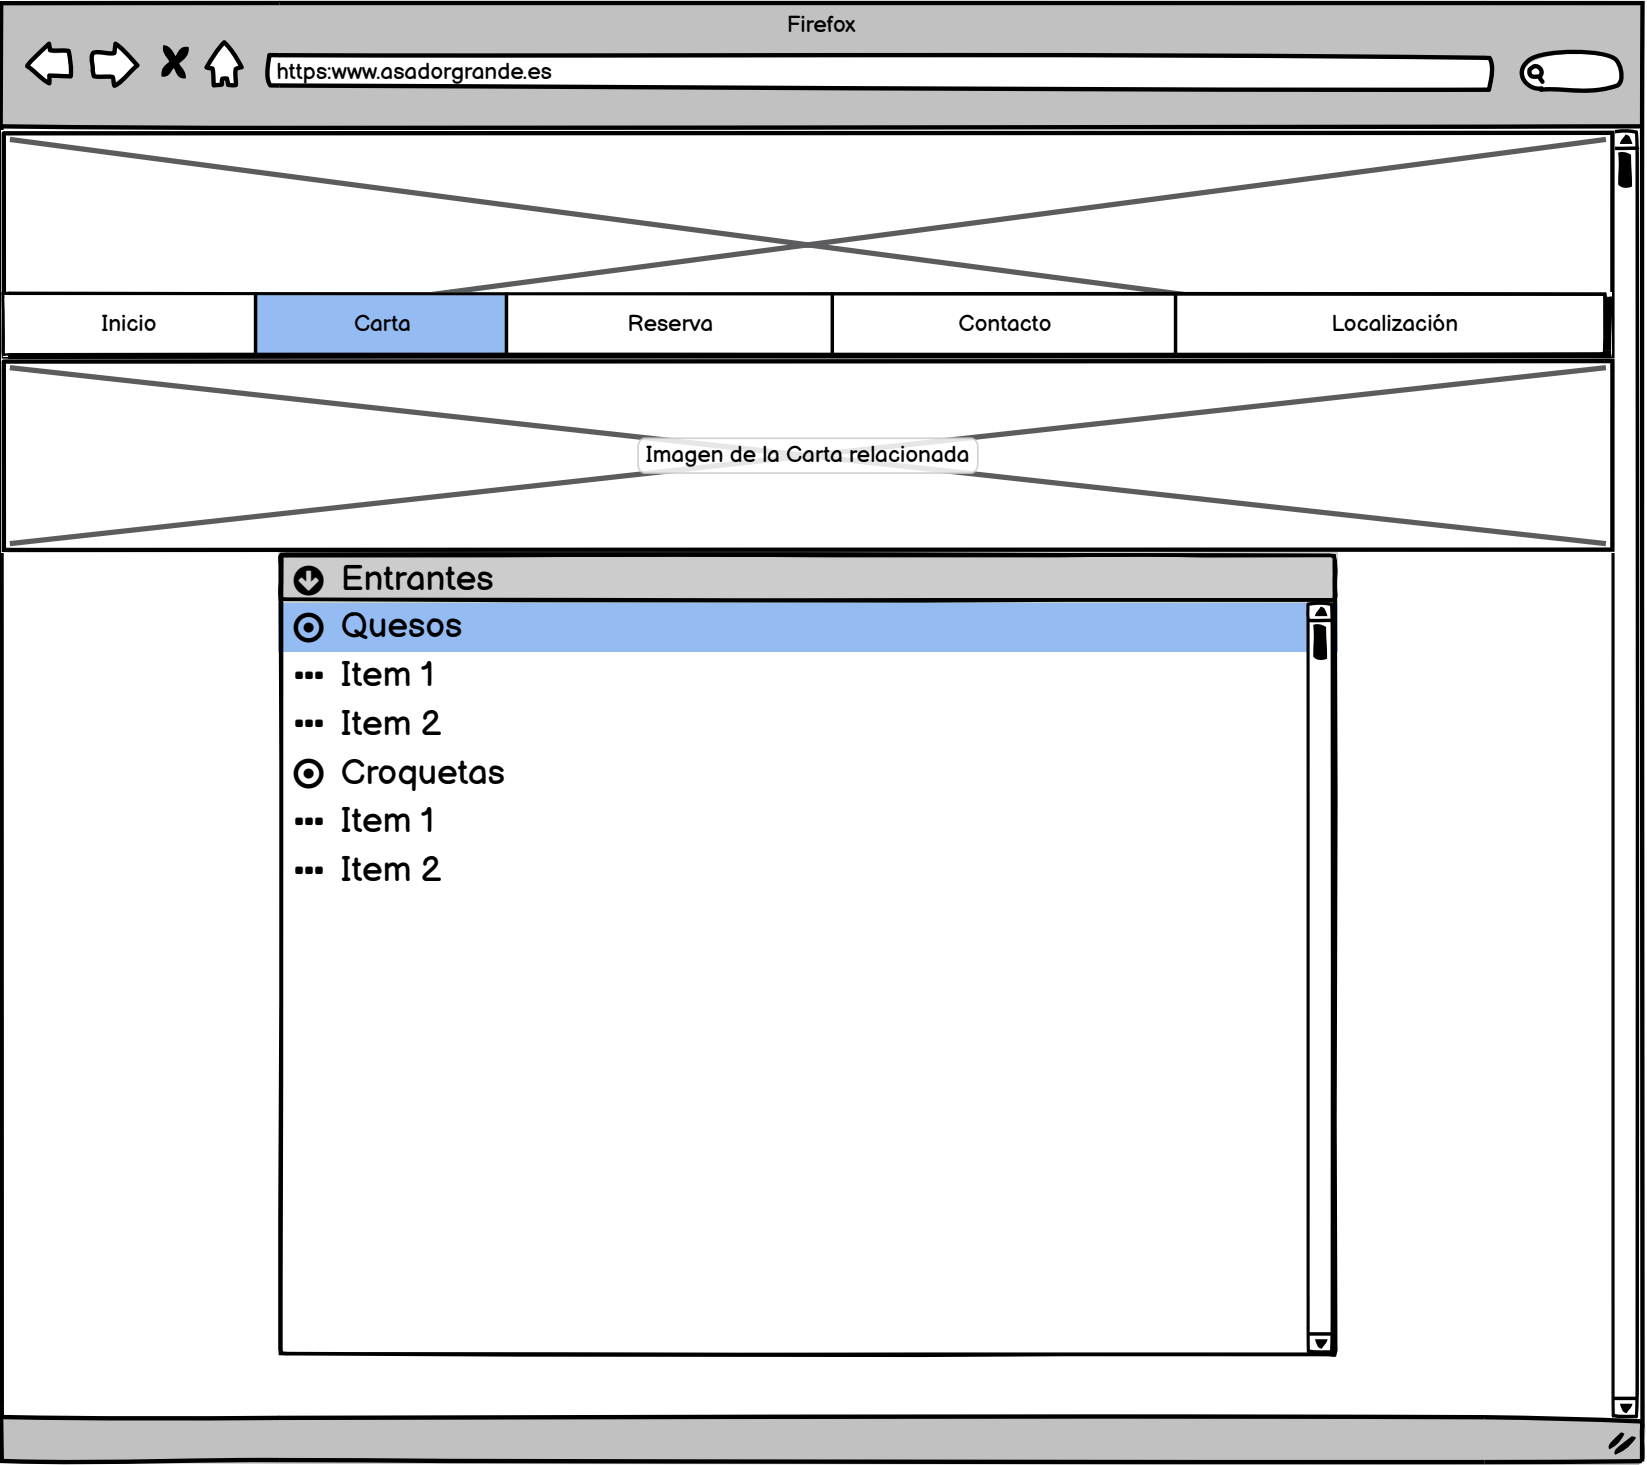 Firefox
https:www.asadorgrande.es
Inicio Carta Reserva Contacto Localización
Imagen de la Carta relacionada
Entrantes
Quesos
Item 1
Item 2
Croquetas
Item 1
Item 2